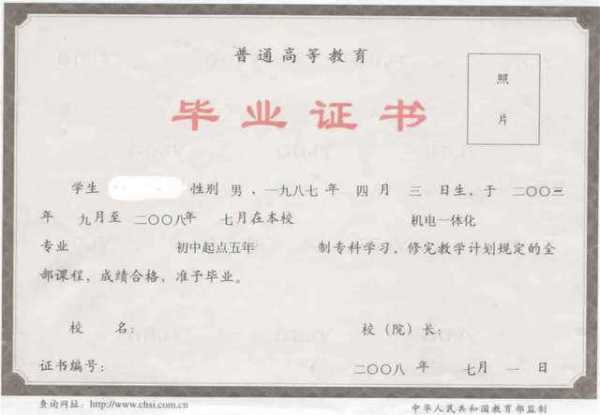 普通高等教育
照
毕业证书
片
学生 性别 男 ，一九八七 年 四 月 三 日生，于 二〇〇三
年 九 月至 二〇〇八年 七 月在本校 机电一体化
专业 初中起点五年 制专科学习，修完教学计划规定的全
部课程，成绩合格，准予毕业。
校 名： 校（院）长：
证书编号： 二〇〇八 年 七 月 一 日
查询网址：http://www.chsi.com.cn 中华人民共和国教育部监制